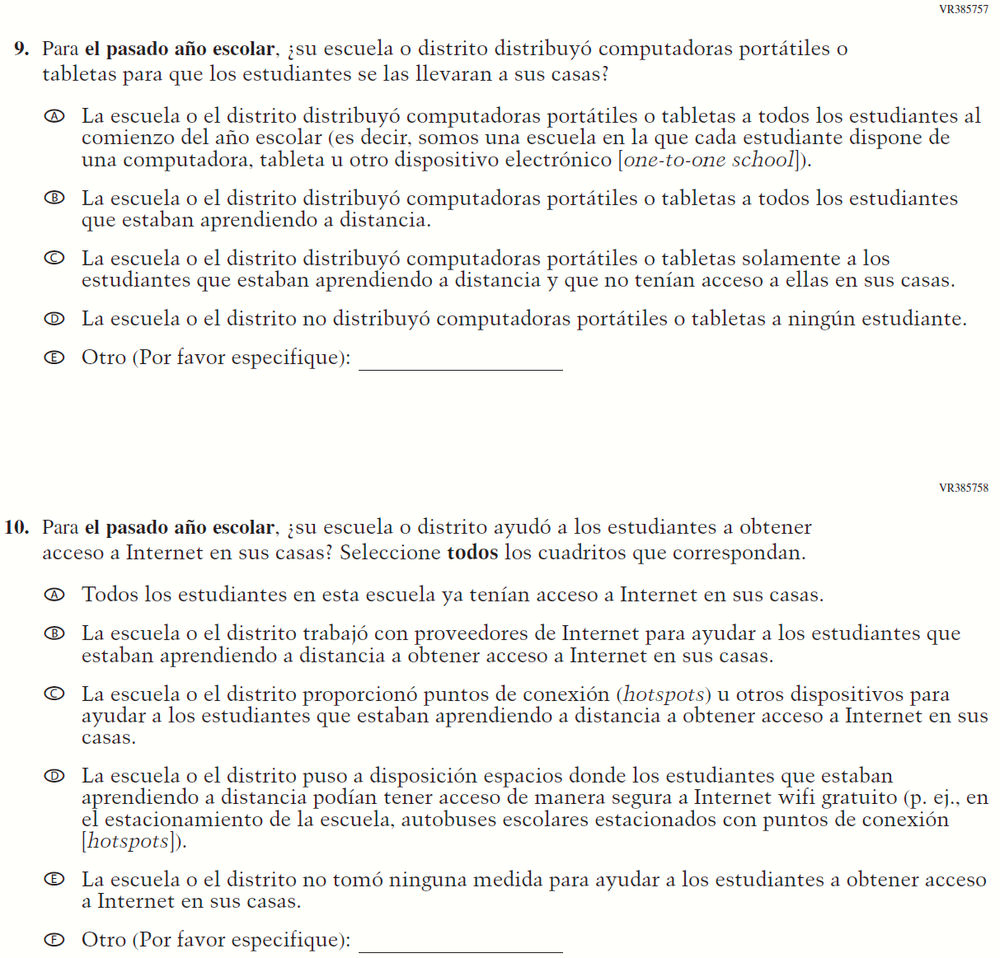 VR385757
9. Para el pasado año escolar, ¿su escuela o distrito distribuyó computadoras portátiles o
tabletas para que los estudiantes se las llevaran a sus casas?
A La escuela o el distrito distribuyó computadoras portátiles o tabletas a todos los estudiantes al
comienzo del año escolar (es decir, somos una escuela en la que cada estudiante dispone de
una computadora, tableta u otro dispositivo electrónico [one-to-one school]).
B La escuela o el distrito distribuyó computadoras portátiles o tabletas a todos los estudiantes
que estaban aprendiendo a distancia.
C La escuela o el distrito distribuyó computadoras portátiles o tabletas solamente a los
estudiantes que estaban aprendiendo a distancia y que no tenían acceso a ellas en sus casas.
D La escuela o el distrito no distribuyó computadoras portátiles o tabletas a ningún estudiante.
E Otro (Por favor especifique):
VR385758
10. Para el pasado año escolar, ¿su escuela o distrito ayudó a los estudiantes a obtener
acceso a Internet en sus casas? Seleccione todos los cuadritos que correspondan.
A Todos los estudiantes en esta escuela ya tenían acceso a Internet en sus casas.
B La escuela o el distrito trabajó con proveedores de Internet para ayudar a los estudiantes que
estaban aprendiendo a distancia a obtener acceso a Internet en sus casas.
C La escuela o el distrito proporcionó puntos de conexión (hotspots) u otros dispositivos para
ayudar a los estudiantes que estaban aprendiendo a distancia a obtener acceso a Internet en sus
casas.
D La escuela o el distrito puso a disposición espacios donde los estudiantes que estaban
aprendiendo a distancia podían tener acceso de manera segura a Internet wifi gratuito (p. ej., en
el estacionamiento de la escuela, autobuses escolares estacionados con puntos de conexión
[hotspots]).
E La escuela o el distrito no tomó ninguna medida para ayudar a los estudiantes a obtener acceso
a Internet en sus casas.
F Otro (Por favor especifique):